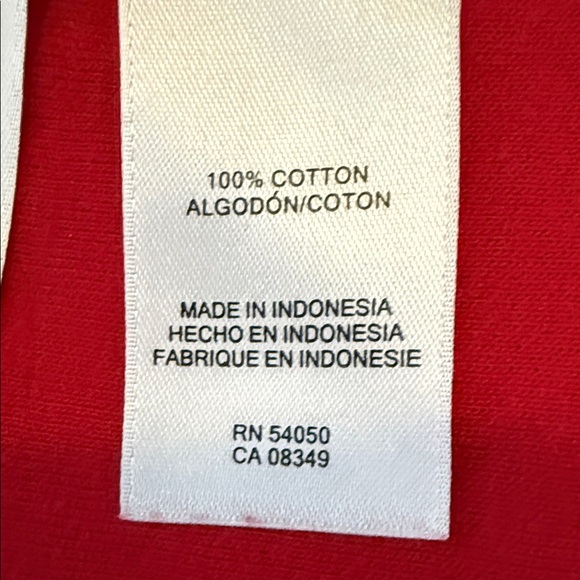 100% COTTON
ALGODÓN/COTON
MADE IN INDONESIA
HECHO EN INDONESIA
FABRIQUE EN INDONESIE
RN 54050
CA 08349